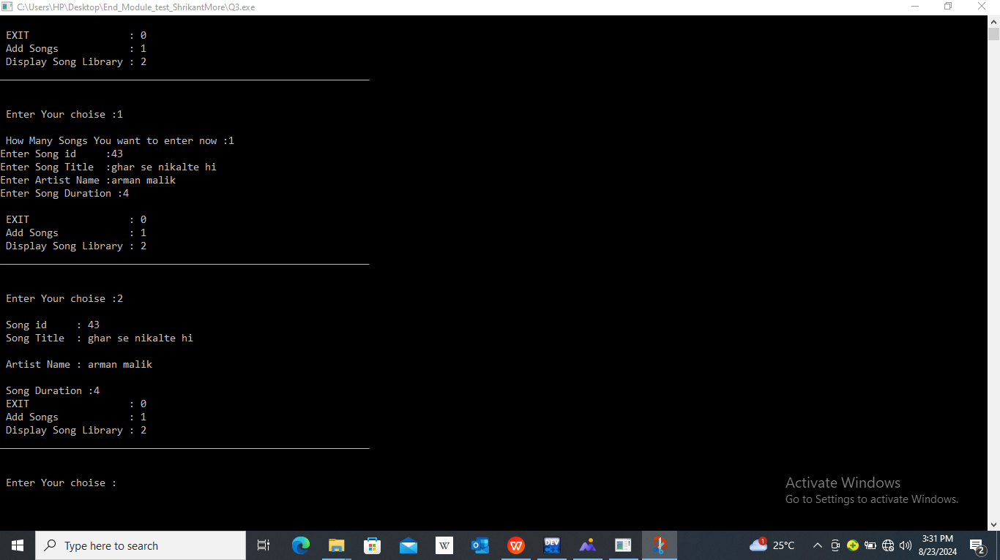 C:\Users\HP\Desktop\End_Module_test_ShrikantMore\Q3.exe
EXIT : 0
Add Songs : 1
Display Song Library : 2
Enter Your choise :1
How Many Songs You want to enter now :1
Enter Song id :43
Enter Song Title :ghar se nikalte hi
Enter Artist Name :arman malik
Enter Song Duration :4
EXIT : 0
Add Songs : 1
Display Song Library : 2
Enter Your choise :2
Song id : 43
Song Title : ghar se nikalte hi
Artist Name : arman malik
Song Duration :4
EXIT : 0
Add Songs : 1
Display Song Library : 2
Enter Your choise :
Activate Windows
Go to Settings to activate Windows.
Type here to search
W
W
DEV
1
25°C
3:31 PM
8/23/2024
2